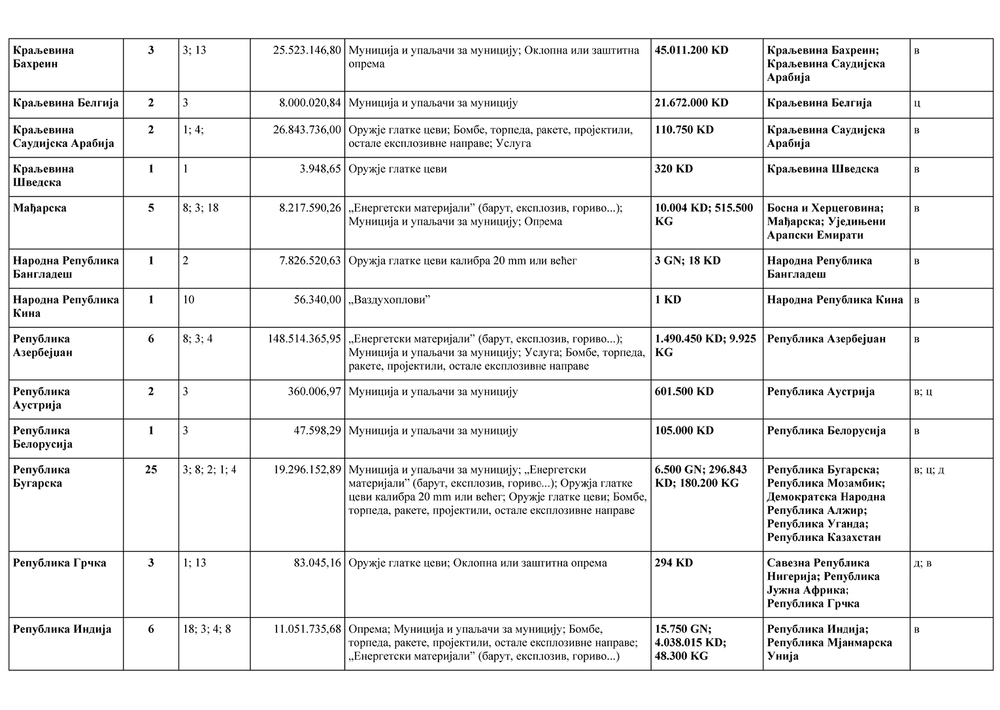 Краљевина Бахреин
3
3; 13
25.523.146,80
Муниција и упаљачи за муницију; Оклопна или заштитна
опрема
45.011.200 KD
Краљевина Бахреин;
Краљевина Саудијска
Арабија
в
Краљевина Белгија
2
3
8.000.020,84
Муниција и упаљачи за муницију
21.672.000 KD
Краљевина Белгија
ц
Краљевина
Саудијска Арабија
2
1; 4;
26.843.736,00
Оружје глатке цеви; Бомбе, торпеда, ракете, пројектили,
остале експлозивне направе; Услуга
110.750 KD
Краљевина Саудијска
Арабија
в
Краљевина
Шведска
1
1
3.948,65
Оружје глатке цеви
320 KD
Краљевина Шведска
в
Мађарска
5
8; 3; 18
8.217.590,26
„Енергетски материјали” (барут, експлозив, гориво...);
Муниција и упаљачи за муницију; Опрема
10.004 KD; 515.500
KG
Босна и Херцеговина;
Мађарска; Уједињени
Арапски Емирати
в
Народна Република
Бангладеш
1
2
7.826.520,63
Оружја глатке цеви калибра 20 mm или већег
3 GN; 18 KD
Народна Република
Бангладеш
в
Народна Република
Кина
1
10
56.340,00
„Ваздухоплови”
1 KD
Народна Република Кина
в
Република
Азербејџан
6
8; 3; 4
148.514.365,95
„Енергетски материјали” (барут, експлозив, гориво...);
Муниција и упаљачи за муницију; Услуга; Бомбе, торпеда,
ракете, пројектили, остале експлозивне направе
1.490.450 KD; 9.925
KG
Република Азербејџан
в
Република
Аустрија
2
3
360.006,97
Муниција и упаљачи за муницију
601.500 KD
Република Аустрија
в; ц
Република
Белорусија
1
3
47.598,29
Муниција и упаљачи за муницију
105.000 KD
Република Белорусија
в
Република
Бугарска
25
3; 8; 2; 1; 4
19.296.152,89
Муниција и упаљачи за муницију; „Енергетски
материјали” (барут, експлозив, гориво...); Оружја глатке
цеви калибра 20 mm или већег; Оружје глатке цеви; Бомбе,
торпеда, ракете, пројектили, остале експлозивне направе
6.500 GN; 296.843
KD; 180.200 KG
Република Бугарска;
Република Мозамбик;
Демократска Народна
Република Алжир;
Република Уганда;
Република Казахстан
в; ц; д
Република Грчка
3
1; 13
83.045,16
Оружје глатке цеви; Оклопна или заштитна опрема
294 KD
Савезна Република
Нигерија; Република
Јужна Африка;
Република Грчка
д; в
Република Индија
6
18; 3; 4; 8
11.051.735,68
Опрема; Муниција и упаљачи за муницију; Бомбе,
торпеда, ракете, пројектили, остале експлозивне направе;
„Енергетски материјали” (барут, експлозив, гориво...)
15.750 GN;
4.038.015 KD;
48.300 KG
Република Индија;
Република Мјанмарска
Унија
в